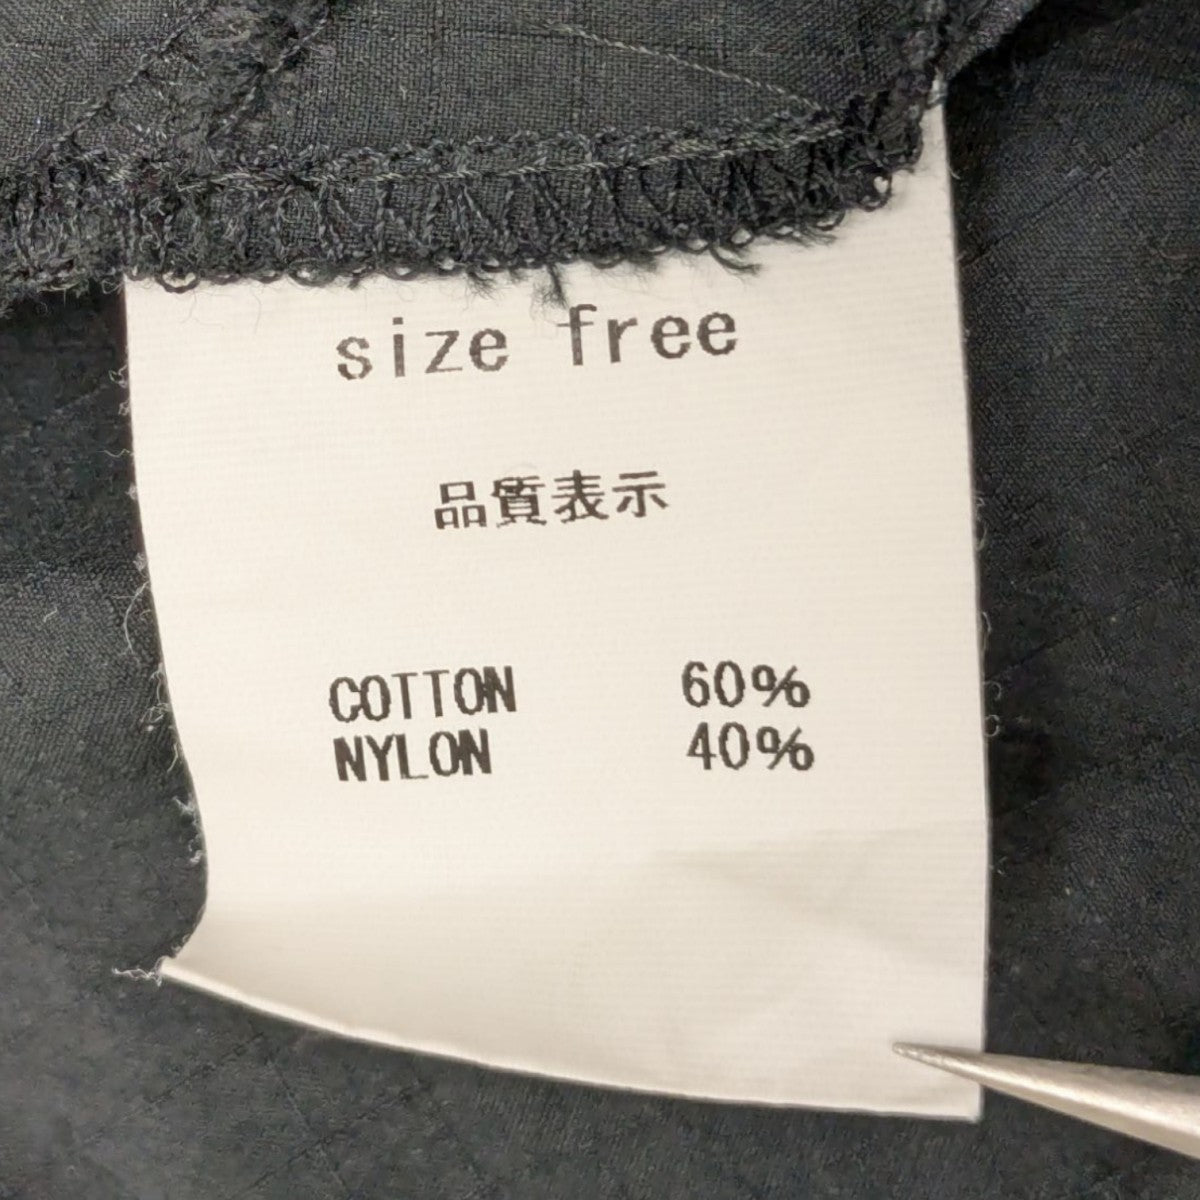 size free
品質表示
COTTON 60%
NYLON 40%